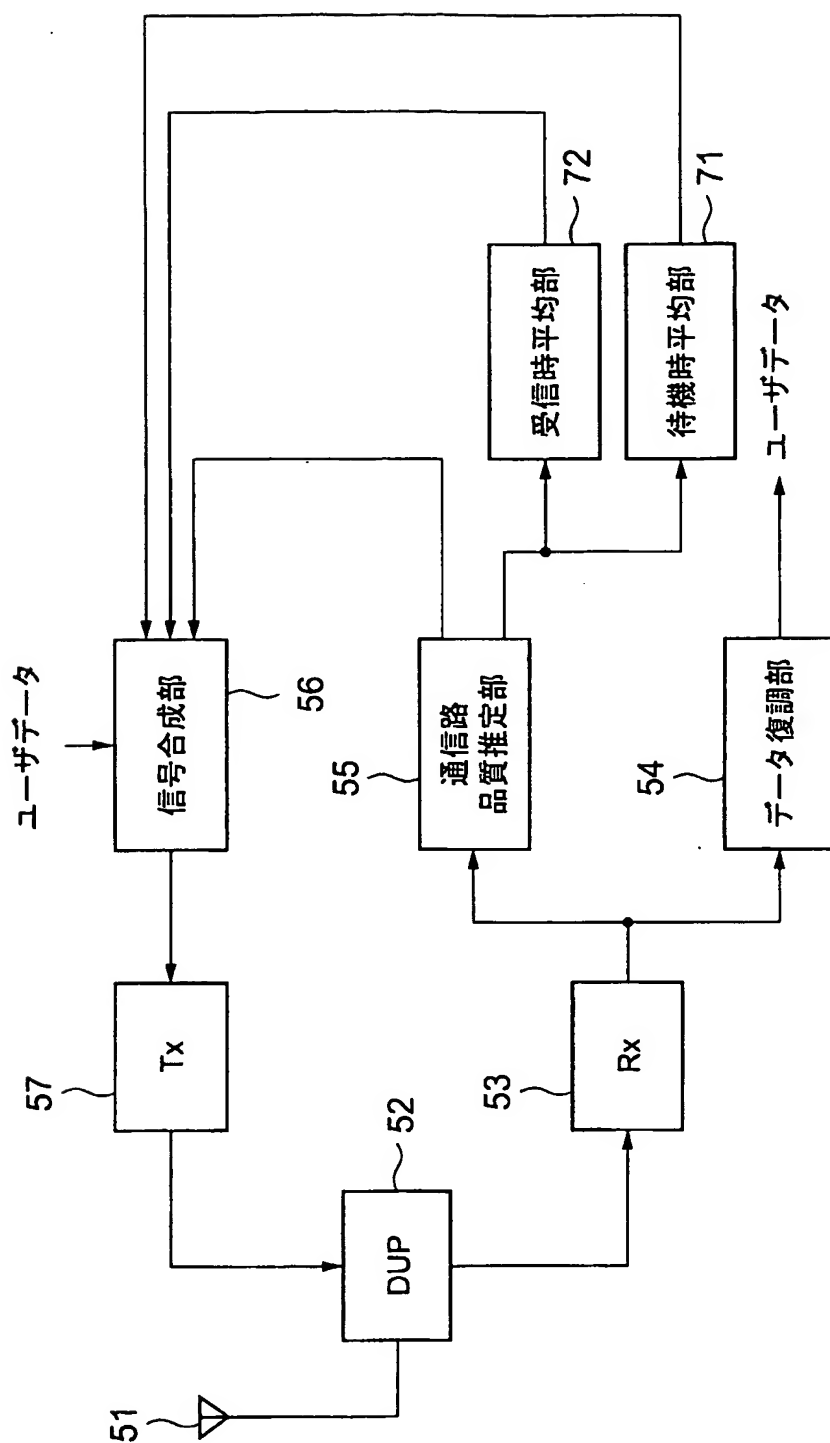 ユーザデータ
57
Tx
信号合成部
56
51
DUP
52
55
通信路
品質推定部
受信時平均部
72
待機時平均部
71
53
Rx
54
データ復調部
ユーザデータ